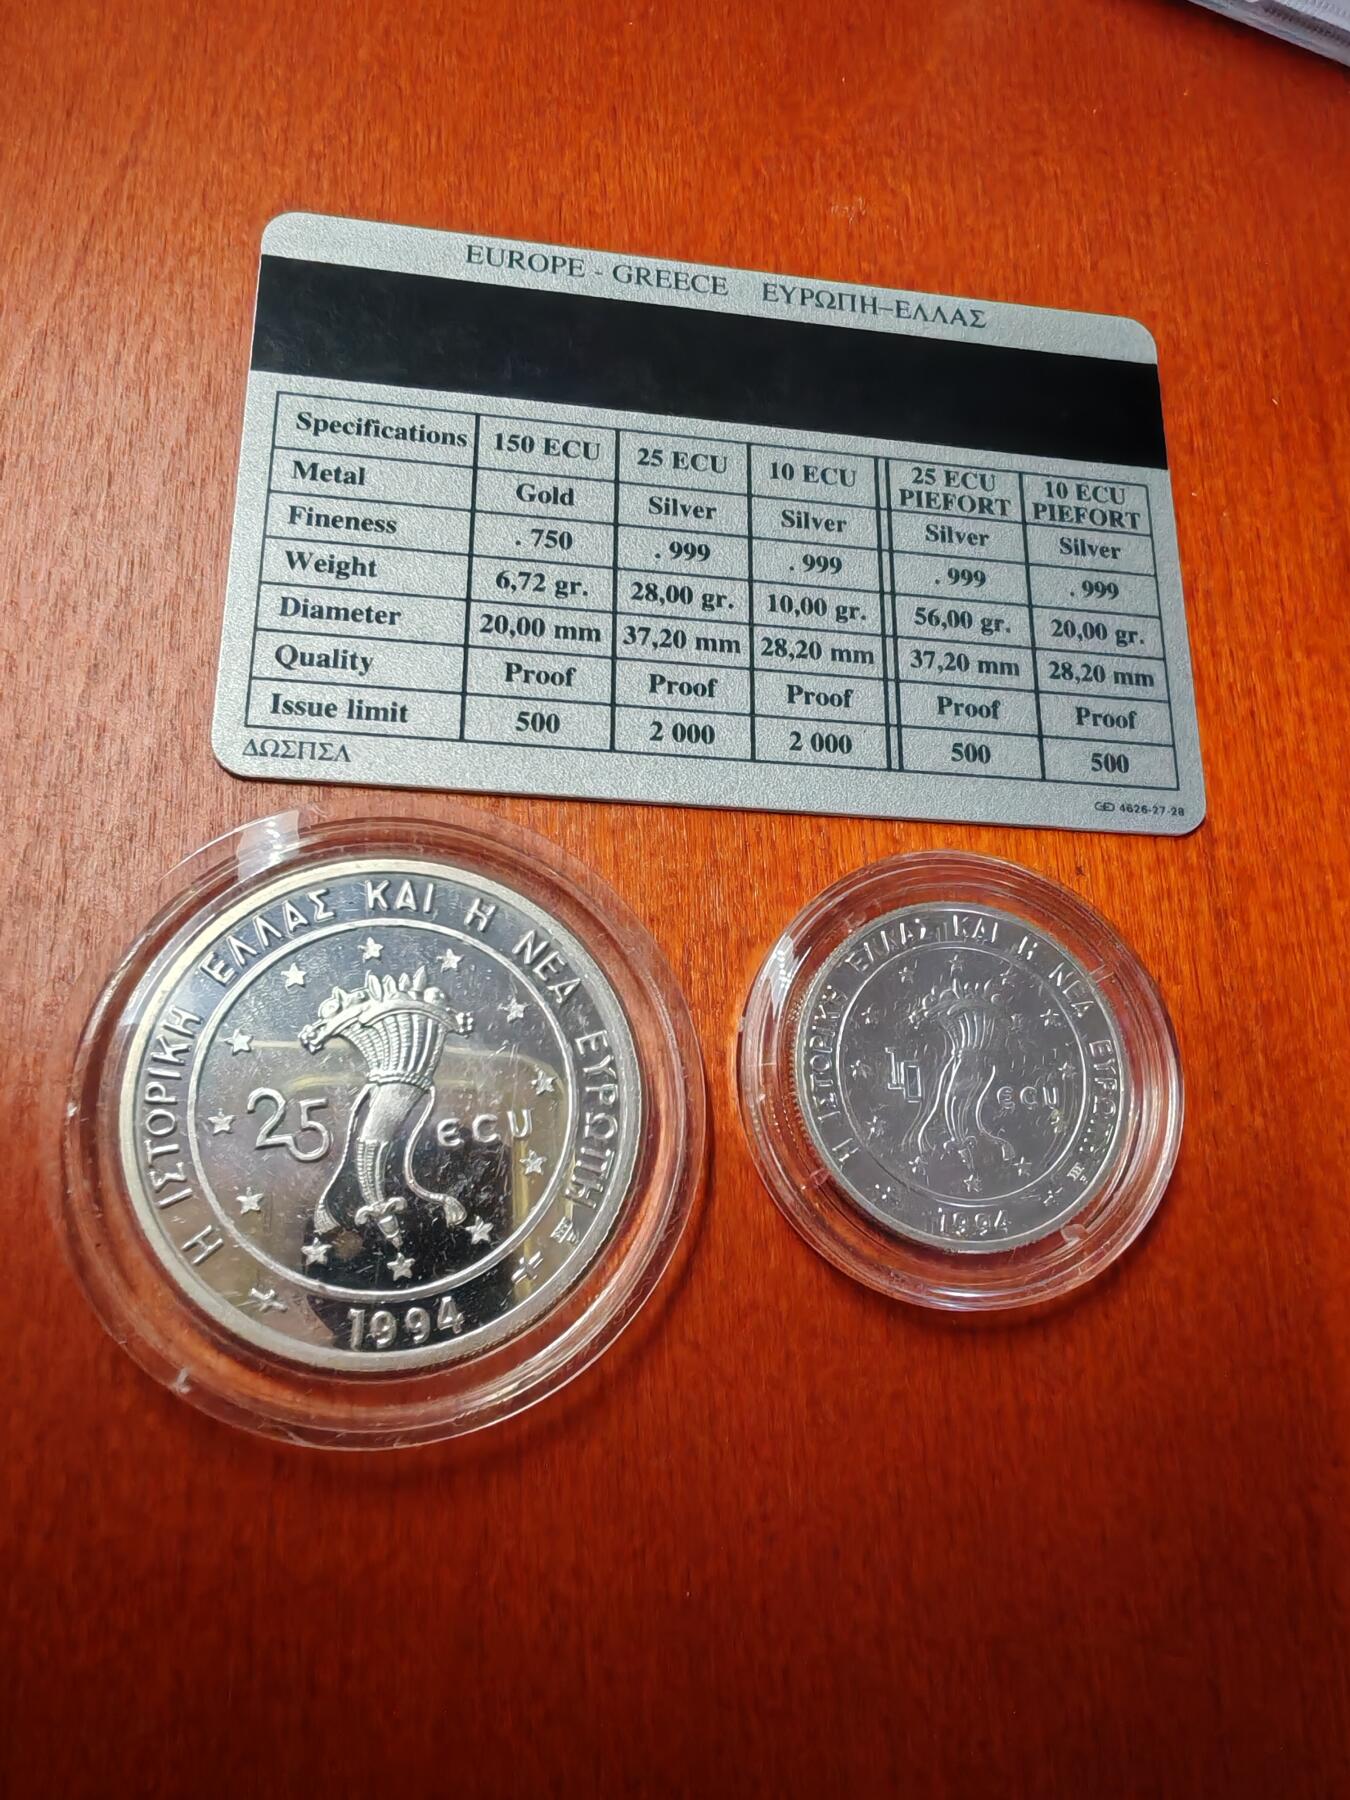 EUROPE - GREECE ΕΥΡΩΠΗ–ΕΛΛΑΣ
Specifications 150 ECU 25 ECU 10 ECU 25 ECU PIEFORT 10 ECU PIEFORT
Metal Gold Silver Silver Silver Silver
Fineness .750 .999 .999 .999 .999
Weight 6,72 gr. 28,00 gr. 10,00 gr. 56,00 gr. 20,00 gr.
Diameter 20,00 mm 37,20 mm 28,20 mm 37,20 mm 28,20 mm
Quality Proof Proof Proof Proof Proof
Issue limit 500 2 000 2 000 500 500
ΔΩΣΠΣΛ
4626-27-28
Η ΙΣΤΟΡΙΚΗ ΕΛΛΑΣ ΚΑΙ Η ΝΕΑ ΕΥΡΩΠΗ
25 ECU
1994
Η ΙΣΤΟΡΙΚΗ ΕΛΛΑΣ ΚΑΙ Η ΝΕΑ ΕΥΡΩΠΗ
10 ECU
1994